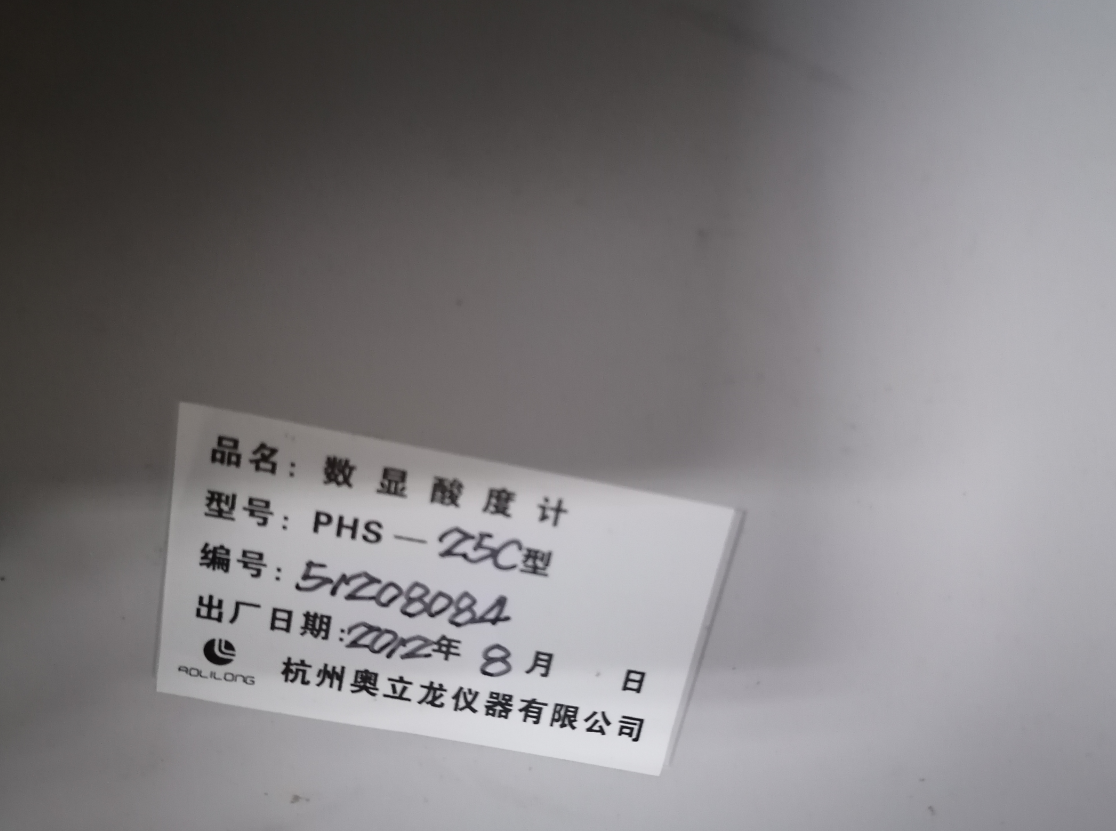 品名：数显酸度计
型号：PHS—25C型
编号：51208084
出厂日期：2012年8月 日
AOLILONG
杭州奥立龙仪器有限公司